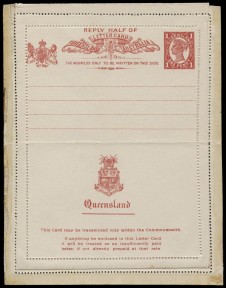 REPLY HALF OF
LETTER CARD
THE ADDRESS ONLY TO BE WRITTEN ON THIS SIDE.
Queensland
This Card may be transmitted only within the Commonwealth.
If anything be enclosed in this Letter Card
it will be treated as an insufficiently paid
letter, if not already prepaid at that rate.